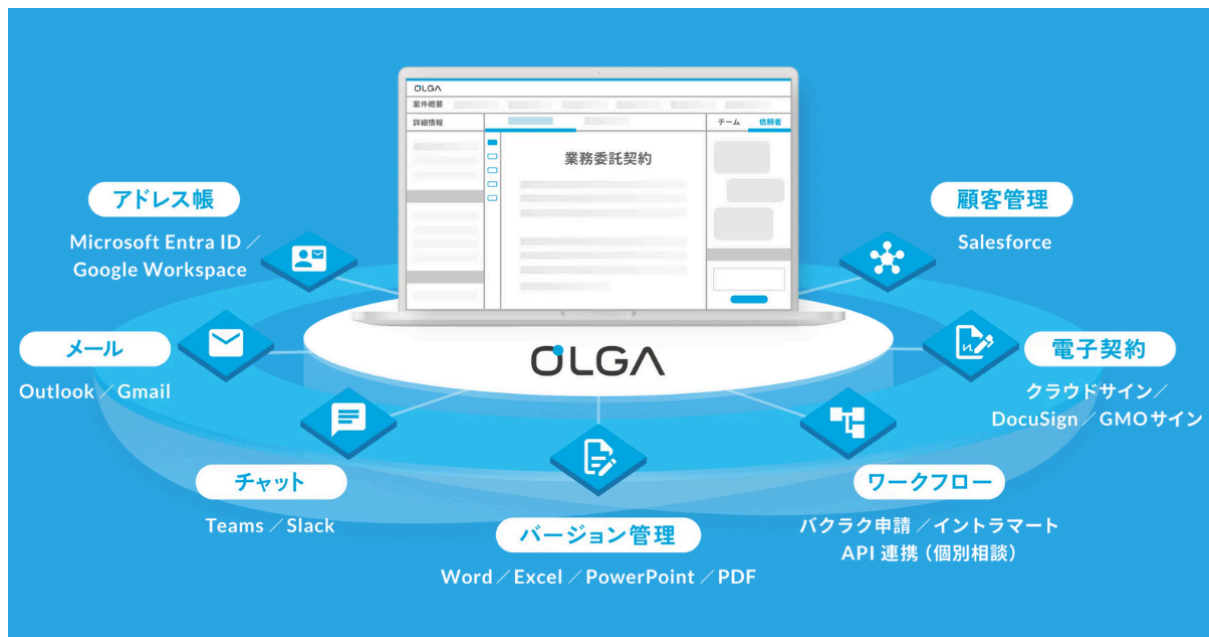 OLGA
案件概要
詳細情報
チーム 依頼者
業務委託契約
アドレス帳
Microsoft Entra ID ／
Google Workspace
顧客管理
Salesforce
メール
Outlook ／ Gmail
OLGA
電子契約
クラウドサイン／
DocuSign ／ GMOサイン
チャット
Teams ／ Slack
バージョン管理
Word ／ Excel ／ PowerPoint ／ PDF
ワークフロー
バクラク申請 ／ イントラマート
API 連携（個別相談）